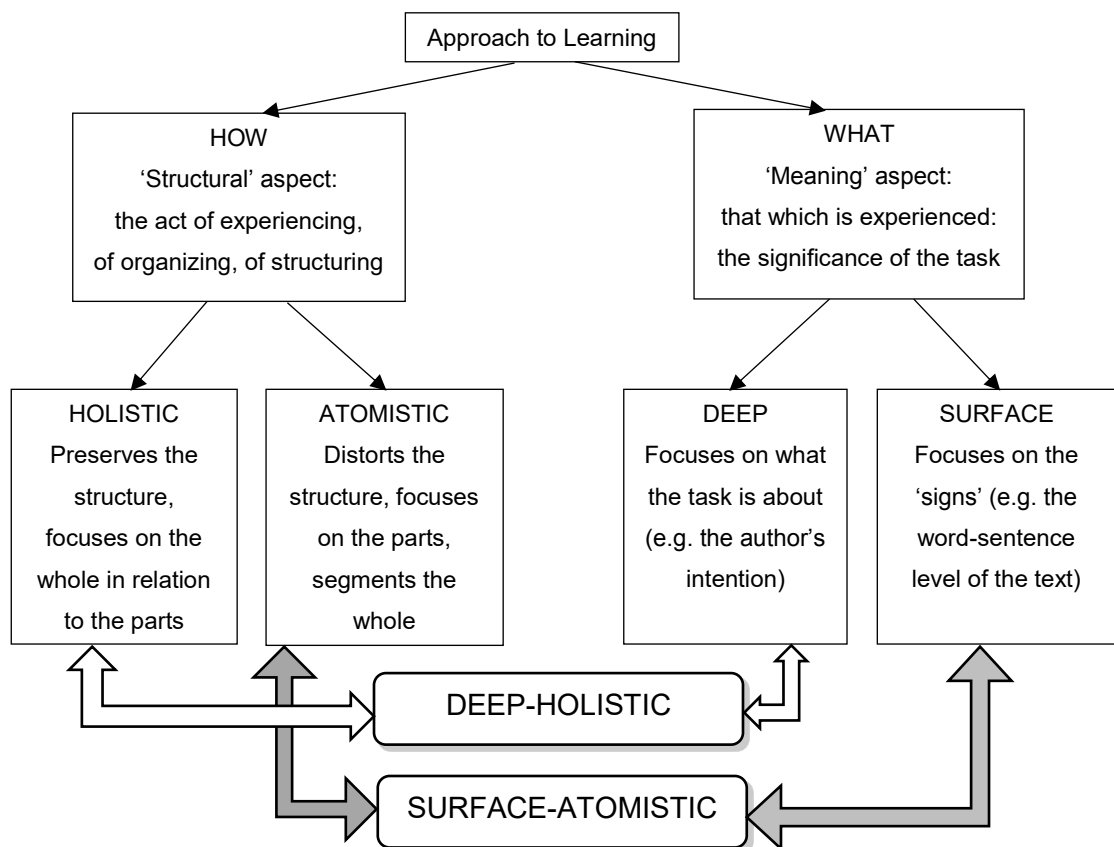 Approach to Learning
HOW
‘Structural’ aspect:
the act of experiencing,
of organizing, of structuring
WHAT
‘Meaning’ aspect:
that which is experienced:
the significance of the task
HOLISTIC
Preserves the
structure,
focuses on the
whole in relation
to the parts
ATOMISTIC
Distorts the
structure, focuses
on the parts,
segments the
whole
DEEP
Focuses on what
the task is about
(e.g. the author’s
intention)
SURFACE
Focuses on the
‘signs’ (e.g. the
word-sentence
level of the text)
DEEP-HOLISTIC
SURFACE-ATOMISTIC